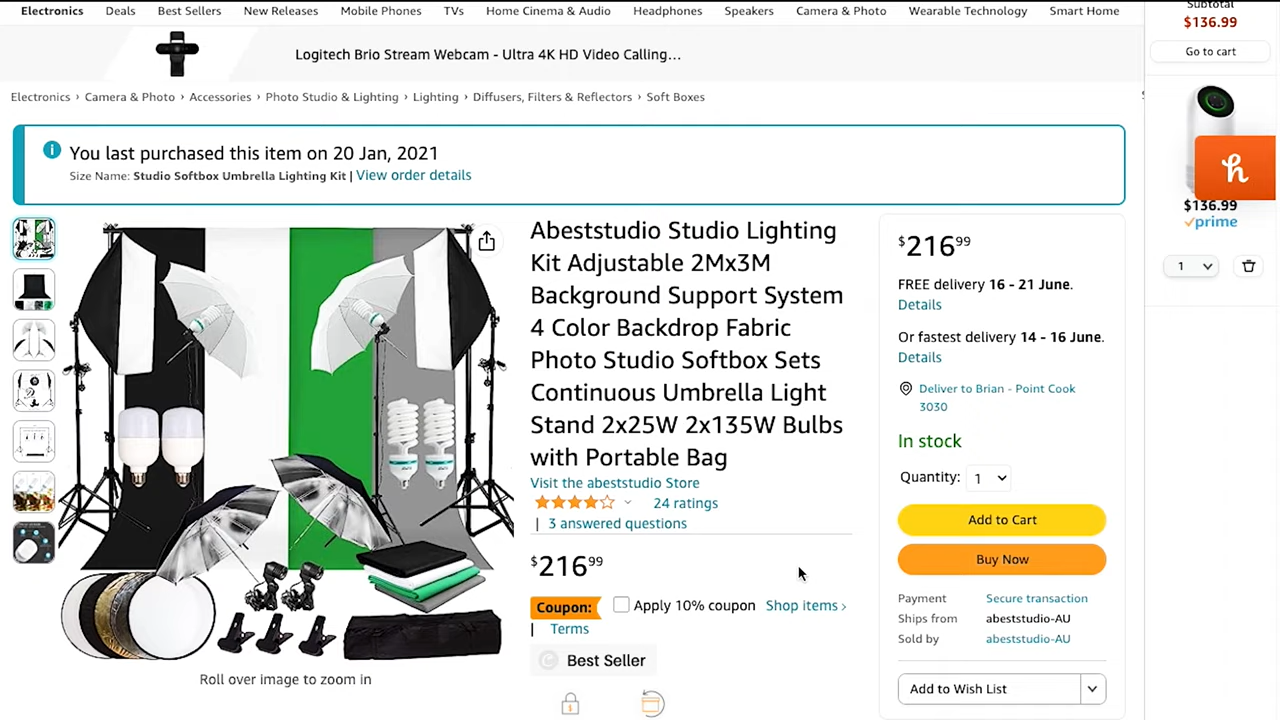 Electronics Deals Best Sellers New Releases Mobile Phones TVs Home Cinema & Audio Headphones Speakers Camera & Photo Wearable Technology Smart Home
Subtotal
$136.99
Go to cart
Logitech Brio Stream Webcam - Ultra 4K HD Video Calling...
Electronics › Camera & Photo › Accessories › Photo Studio & Lighting › Lighting › Diffusers, Filters & Reflectors › Soft Boxes
You last purchased this item on 20 Jan, 2021
Size Name: Studio Softbox Umbrella Lighting Kit | View order details
h
$136.99
prime
1
Abeststudio Studio Lighting
Kit Adjustable 2Mx3M
Background Support System
4 Color Backdrop Fabric
Photo Studio Softbox Sets
Continuous Umbrella Light
Stand 2x25W 2x135W Bulbs
with Portable Bag
Visit the abeststudio Store
24 ratings
| 3 answered questions
$21699
Coupon: Apply 10% coupon Shop items ›
| Terms
Best Seller
Roll over image to zoom in
$21699
FREE delivery 16 - 21 June.
Details
Or fastest delivery 14 - 16 June.
Details
Deliver to Brian - Point Cook
3030
In stock
Quantity: 1
Add to Cart
Buy Now
Payment Secure transaction
Ships from abeststudio-AU
Sold by abeststudio-AU
Add to Wish List